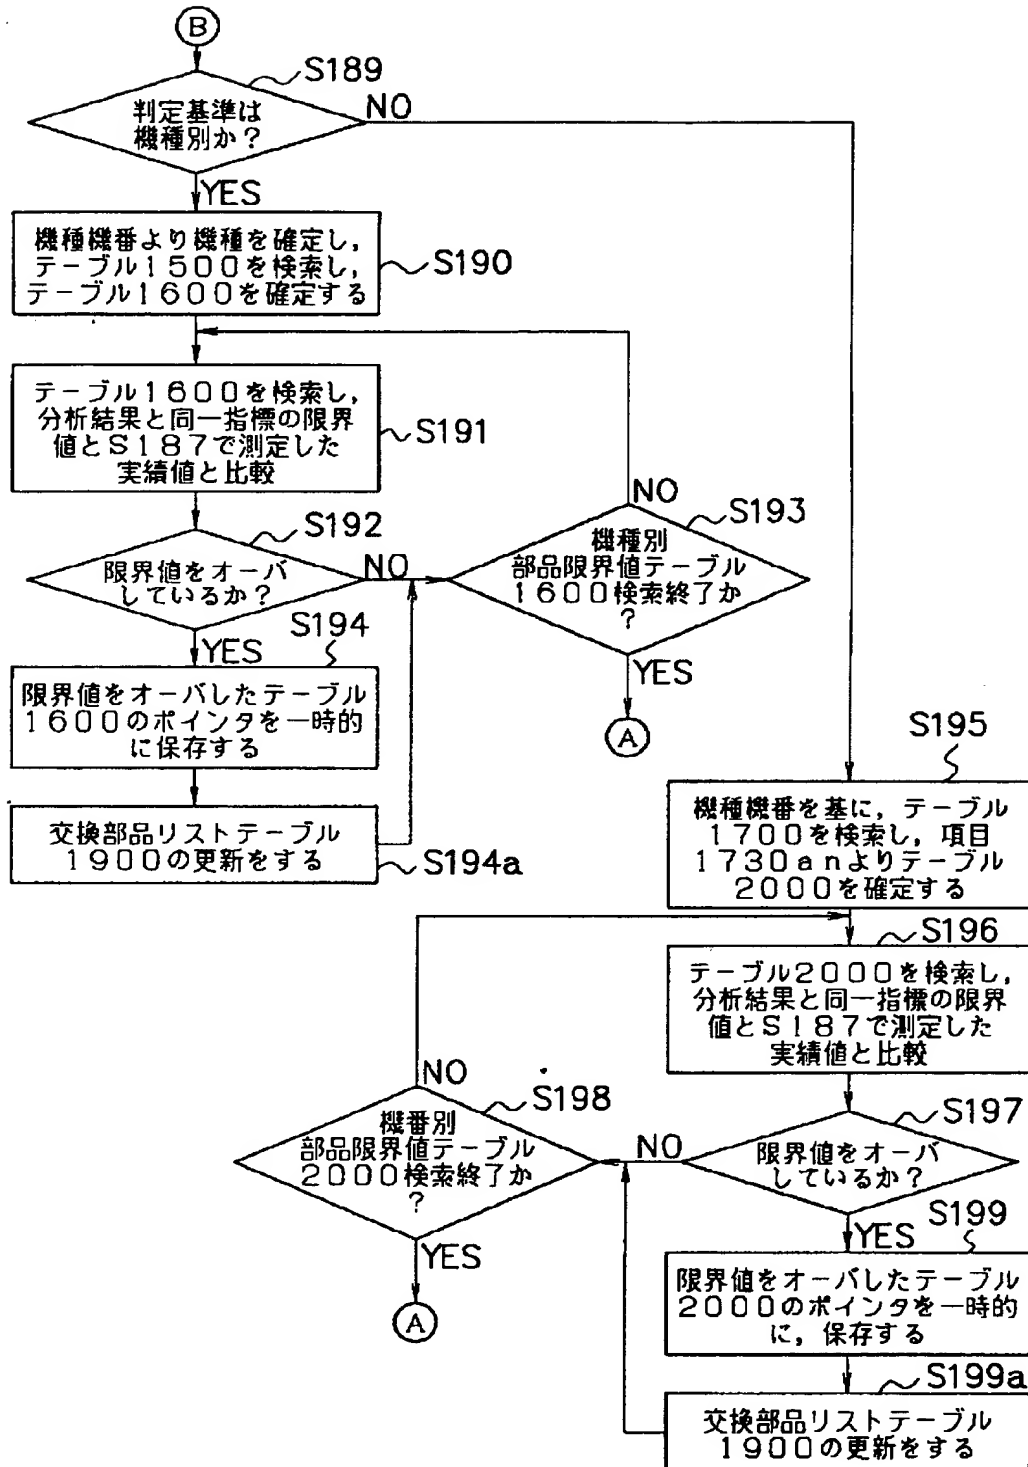 B
S189
判定基準は
機種別か？
NO
YES
機種機番より機種を確定し，
テーブル１５００を検索し，
テーブル１６００を確定する
S190
テーブル１６００を検索し，
分析結果と同一指標の限界
値とＳ１８７で測定した
実績値と比較
S191
S192
限界値をオーバ
しているか？
NO
YES
NO
S193
機種別
部品限界値テーブル
１６００検索終了か
？
YES
A
S194
限界値をオーバしたテーブル
１６００のポインタを一時的
に保存する
交換部品リストテーブル
１９００の更新をする
S194a
S195
機種機番を基に，テーブル
１７００を検索し，項目
１７３０ａｎよりテーブル
２０００を確定する
S196
テーブル２０００を検索し，
分析結果と同一指標の限界
値とＳ１８７で測定した
実績値と比較
S197
限界値をオーバ
しているか？
NO
YES
NO
S198
機番別
部品限界値テーブル
２０００検索終了か
？
YES
A
S199
限界値をオーバしたテーブル
２０００のポインタを一時的
に，保存する
S199a
交換部品リストテーブル
１９００の更新をする